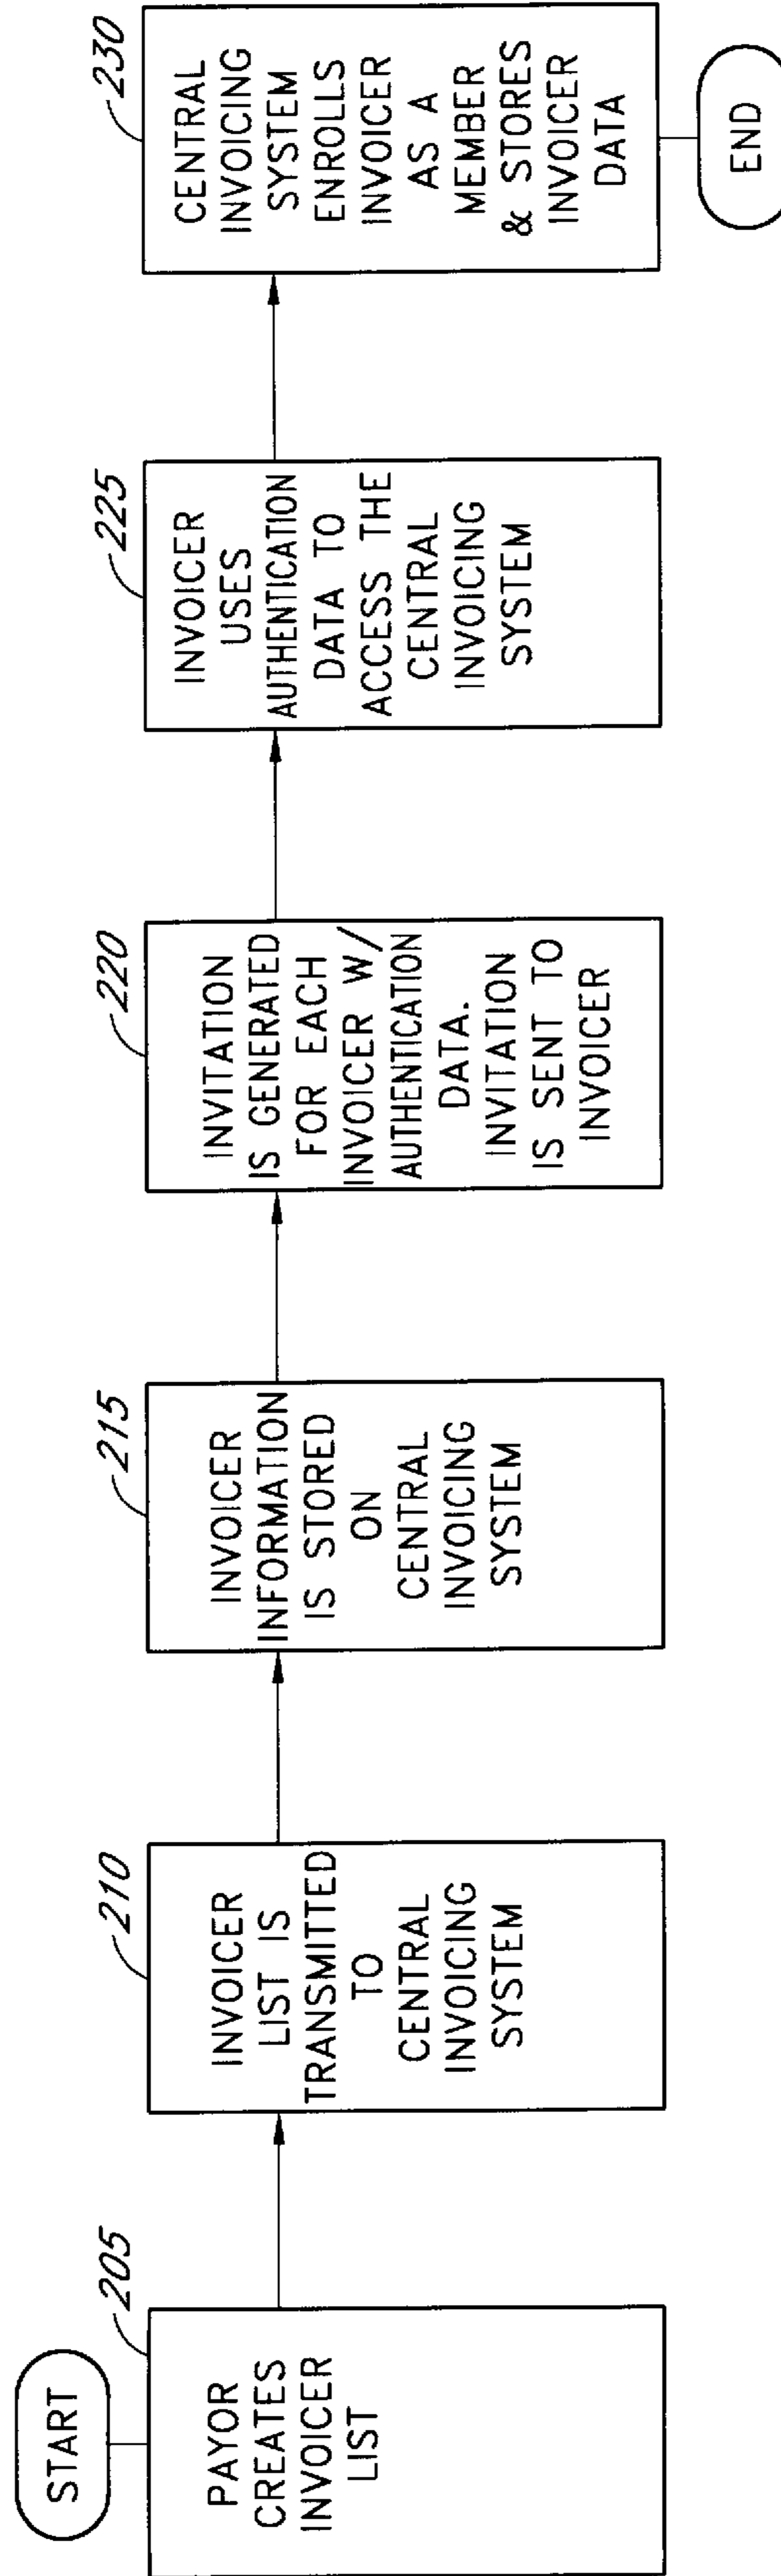 START
205
PAYOR
CREATES
INVOICER
LIST
210
INVOICER
LIST IS
TRANSMITTED
TO
CENTRAL
INVOICING
SYSTEM
215
INVOICER
INFORMATION
IS STORED
ON
CENTRAL
INVOICING
SYSTEM
220
INVITATION
IS GENERATED
FOR EACH
INVOICER W/
AUTHENTICATION
DATA.
INVITATION
IS SENT TO
INVOICER
225
INVOICER
USES
AUTHENTICATION
DATA TO
ACCESS THE
CENTRAL
INVOICING
SYSTEM
230
CENTRAL
INVOICING
SYSTEM
ENROLLS
INVOICER
AS A
MEMBER
& STORES
INVOICER
DATA
END